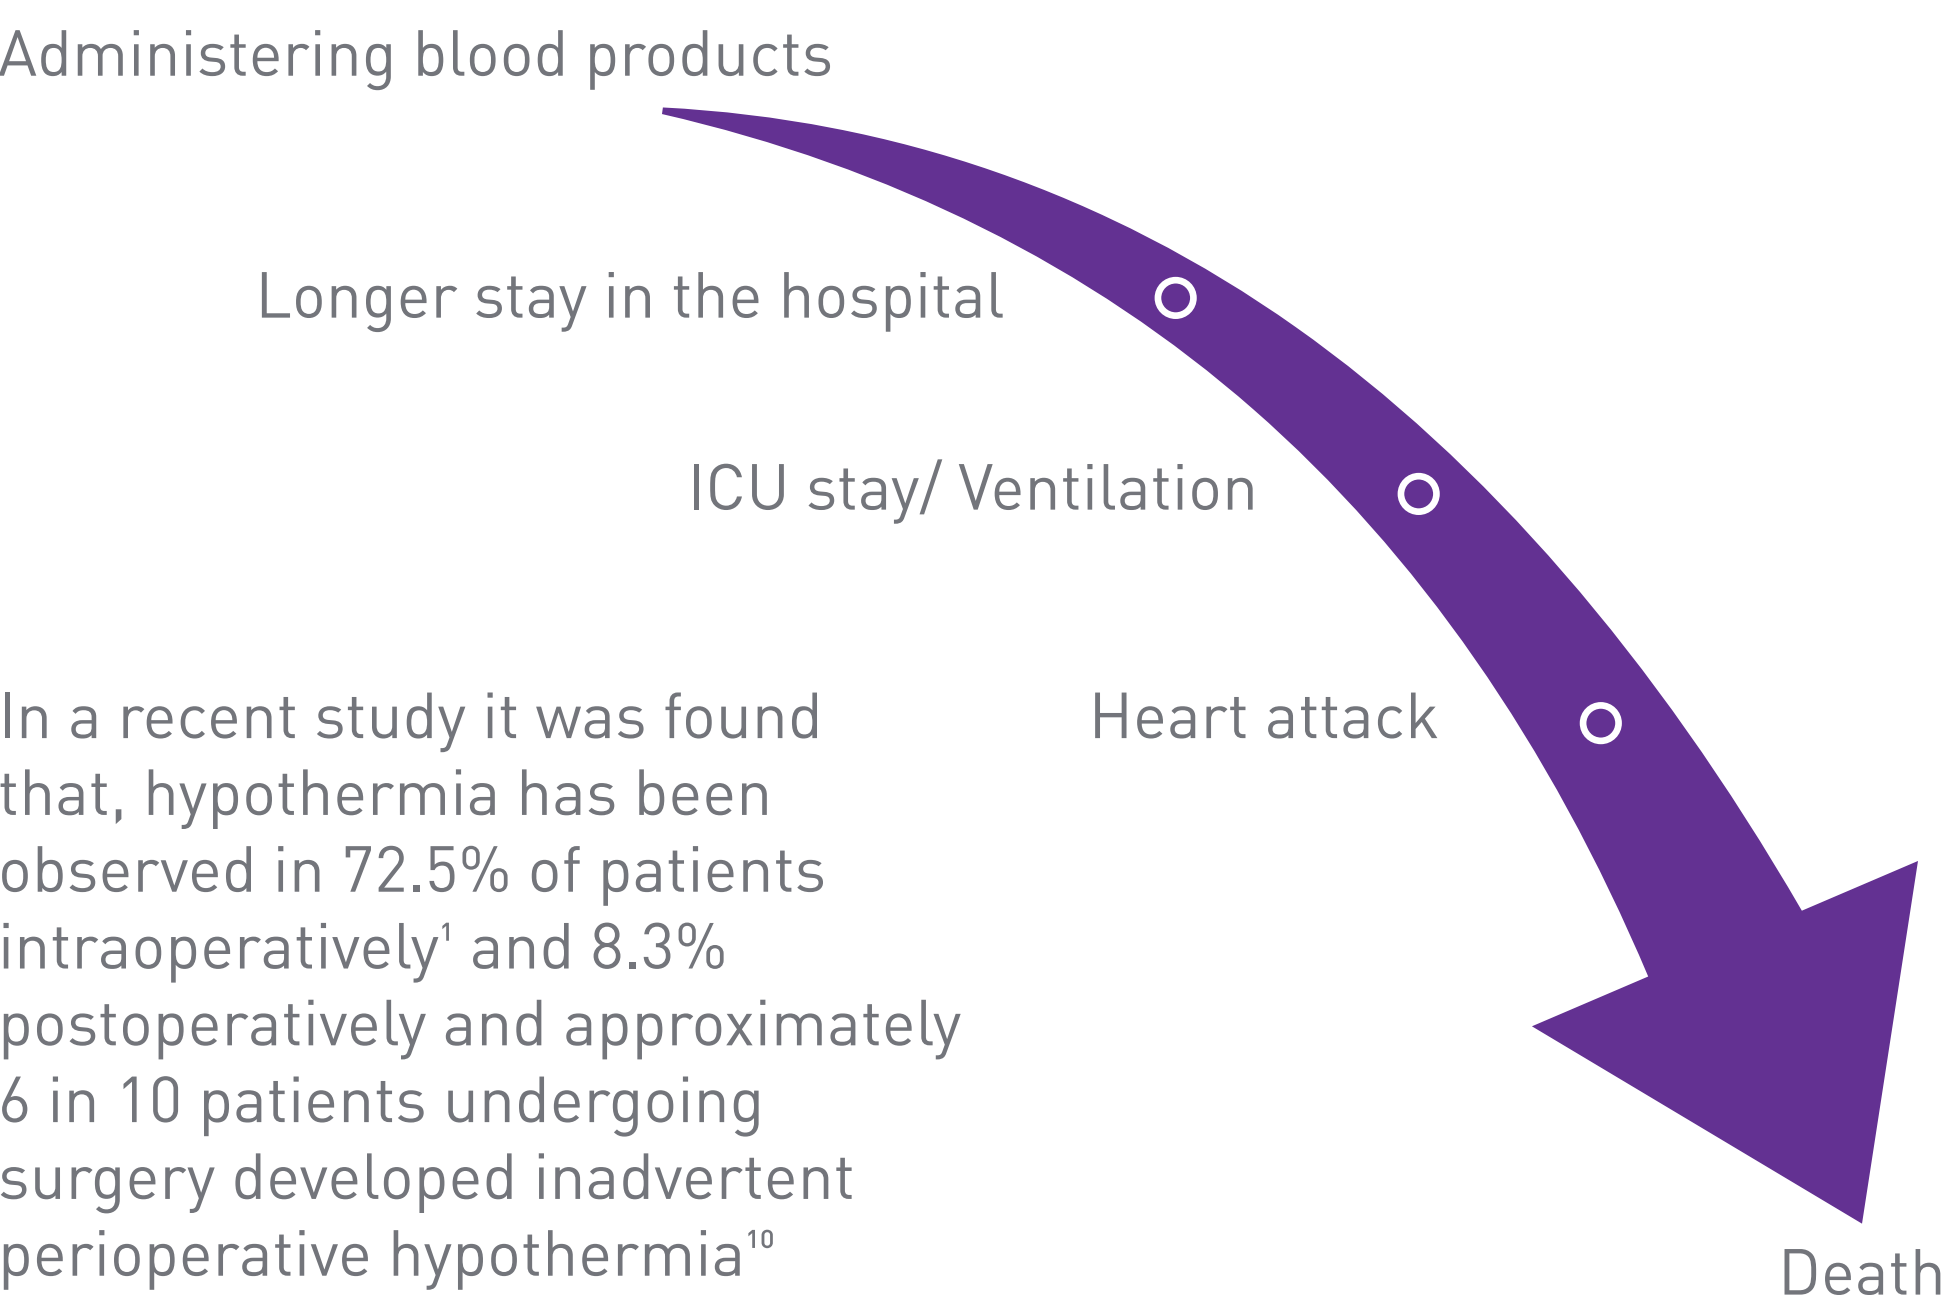 Administering blood products
Longer stay in the hospital
ICU stay/ Ventilation
Heart attack
In a recent study it was found
that, hypothermia has been
observed in 72.5% of patients
intraoperatively¹ and 8.3%
postoperatively and approximately
6 in 10 patients undergoing
surgery developed inadvertent
perioperative hypothermia¹⁰
Death